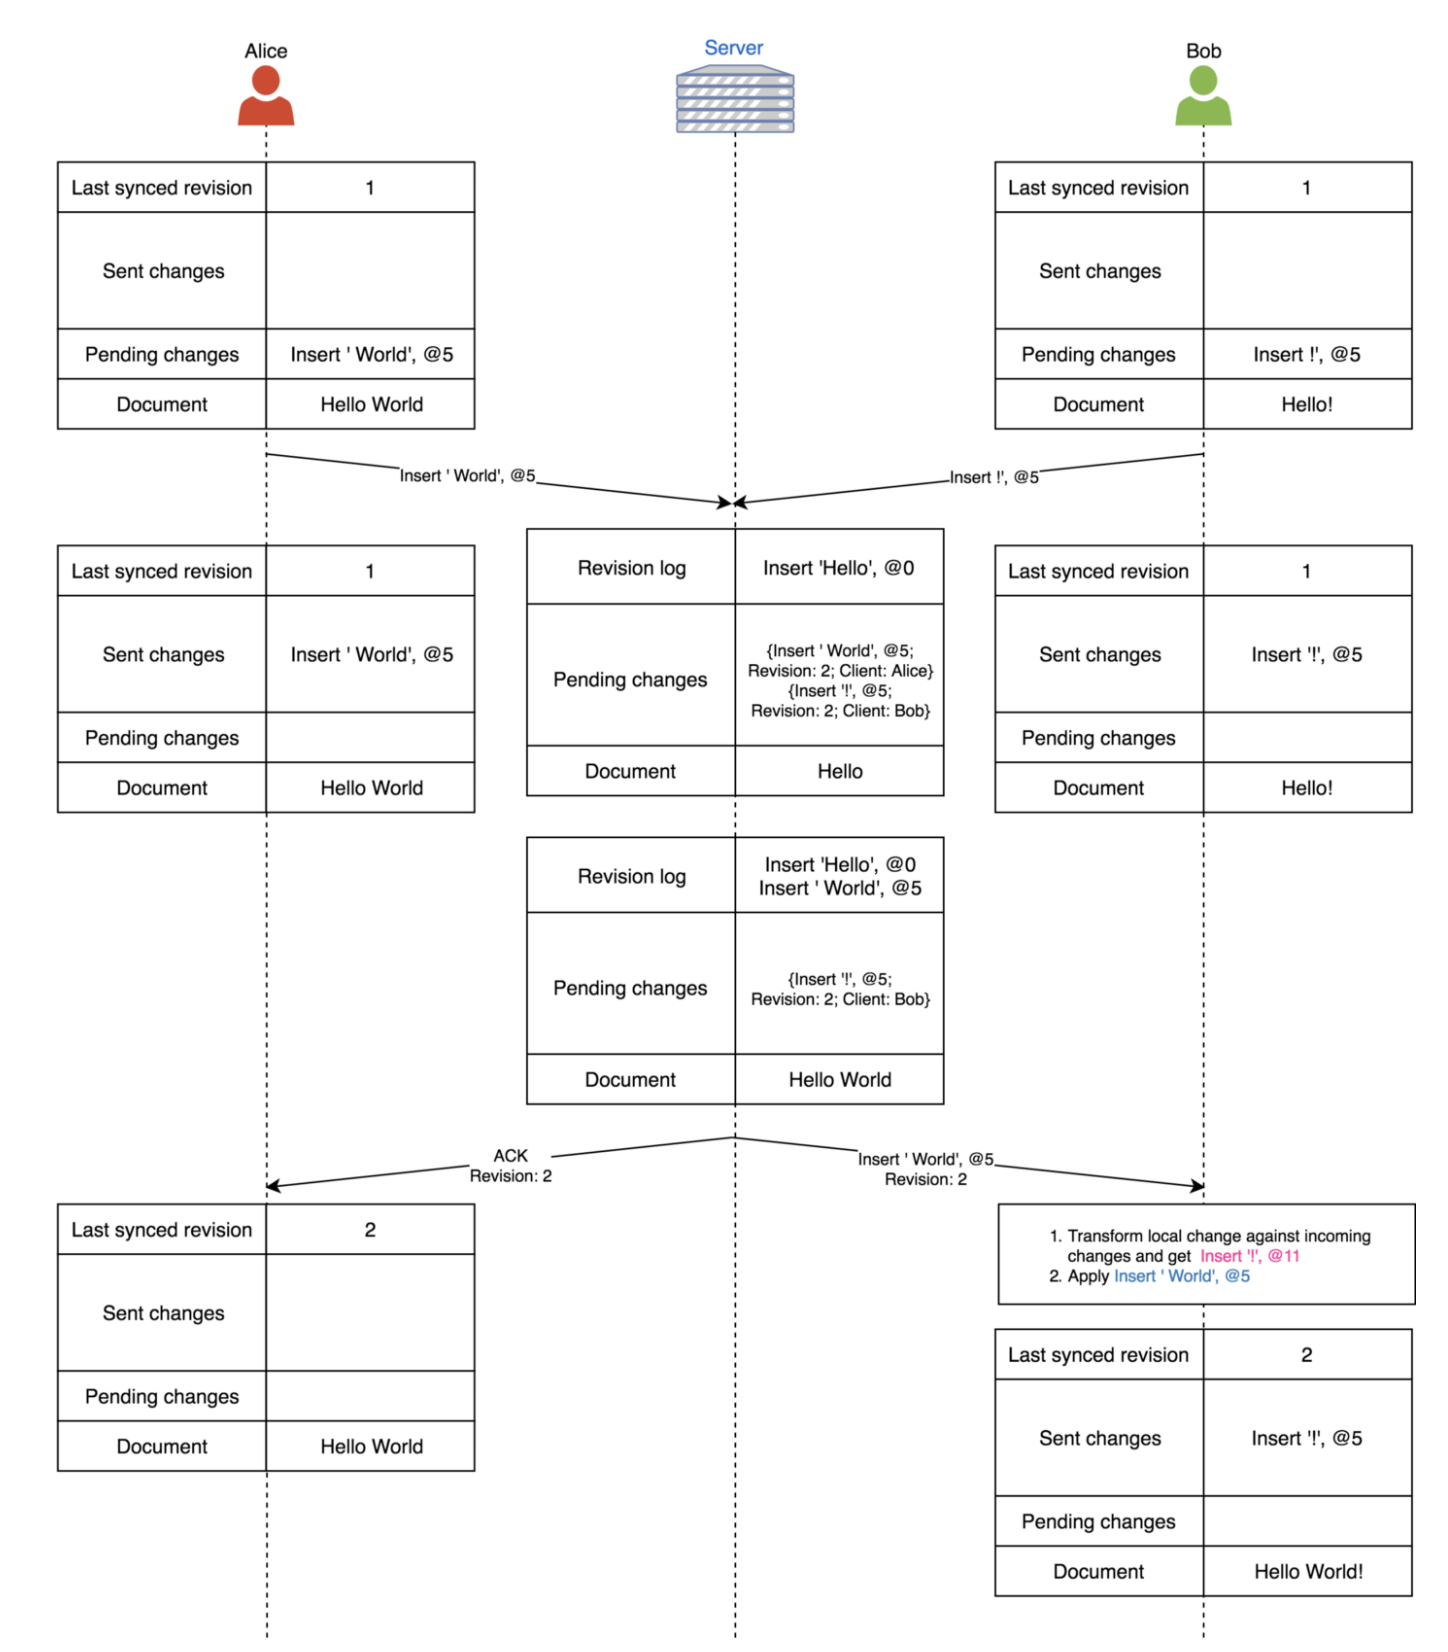 Alice
Server
Bob
Last synced revision 1
Sent changes
Pending changes Insert ' World', @5
Document Hello World
Last synced revision 1
Sent changes
Pending changes Insert !', @5
Document Hello!
Insert ' World', @5
Insert !', @5
Last synced revision 1
Sent changes Insert ' World', @5
Pending changes
Document Hello World
Revision log Insert 'Hello', @0
Pending changes
{Insert ' World', @5;
Revision: 2; Client: Alice}
{Insert '!', @5;
Revision: 2; Client: Bob}
Document Hello
Last synced revision 1
Sent changes Insert '!', @5
Pending changes
Document Hello!
Revision log
Insert 'Hello', @0
Insert ' World', @5
Pending changes
{Insert '!', @5;
Revision: 2; Client: Bob}
Document Hello World
ACK
Revision: 2
Insert ' World', @5
Revision: 2
Last synced revision 2
Sent changes
Pending changes
Document Hello World
1. Transform local change against incoming
changes and get Insert '!', @11
2. Apply Insert ' World', @5
Last synced revision 2
Sent changes Insert '!', @5
Pending changes
Document Hello World!